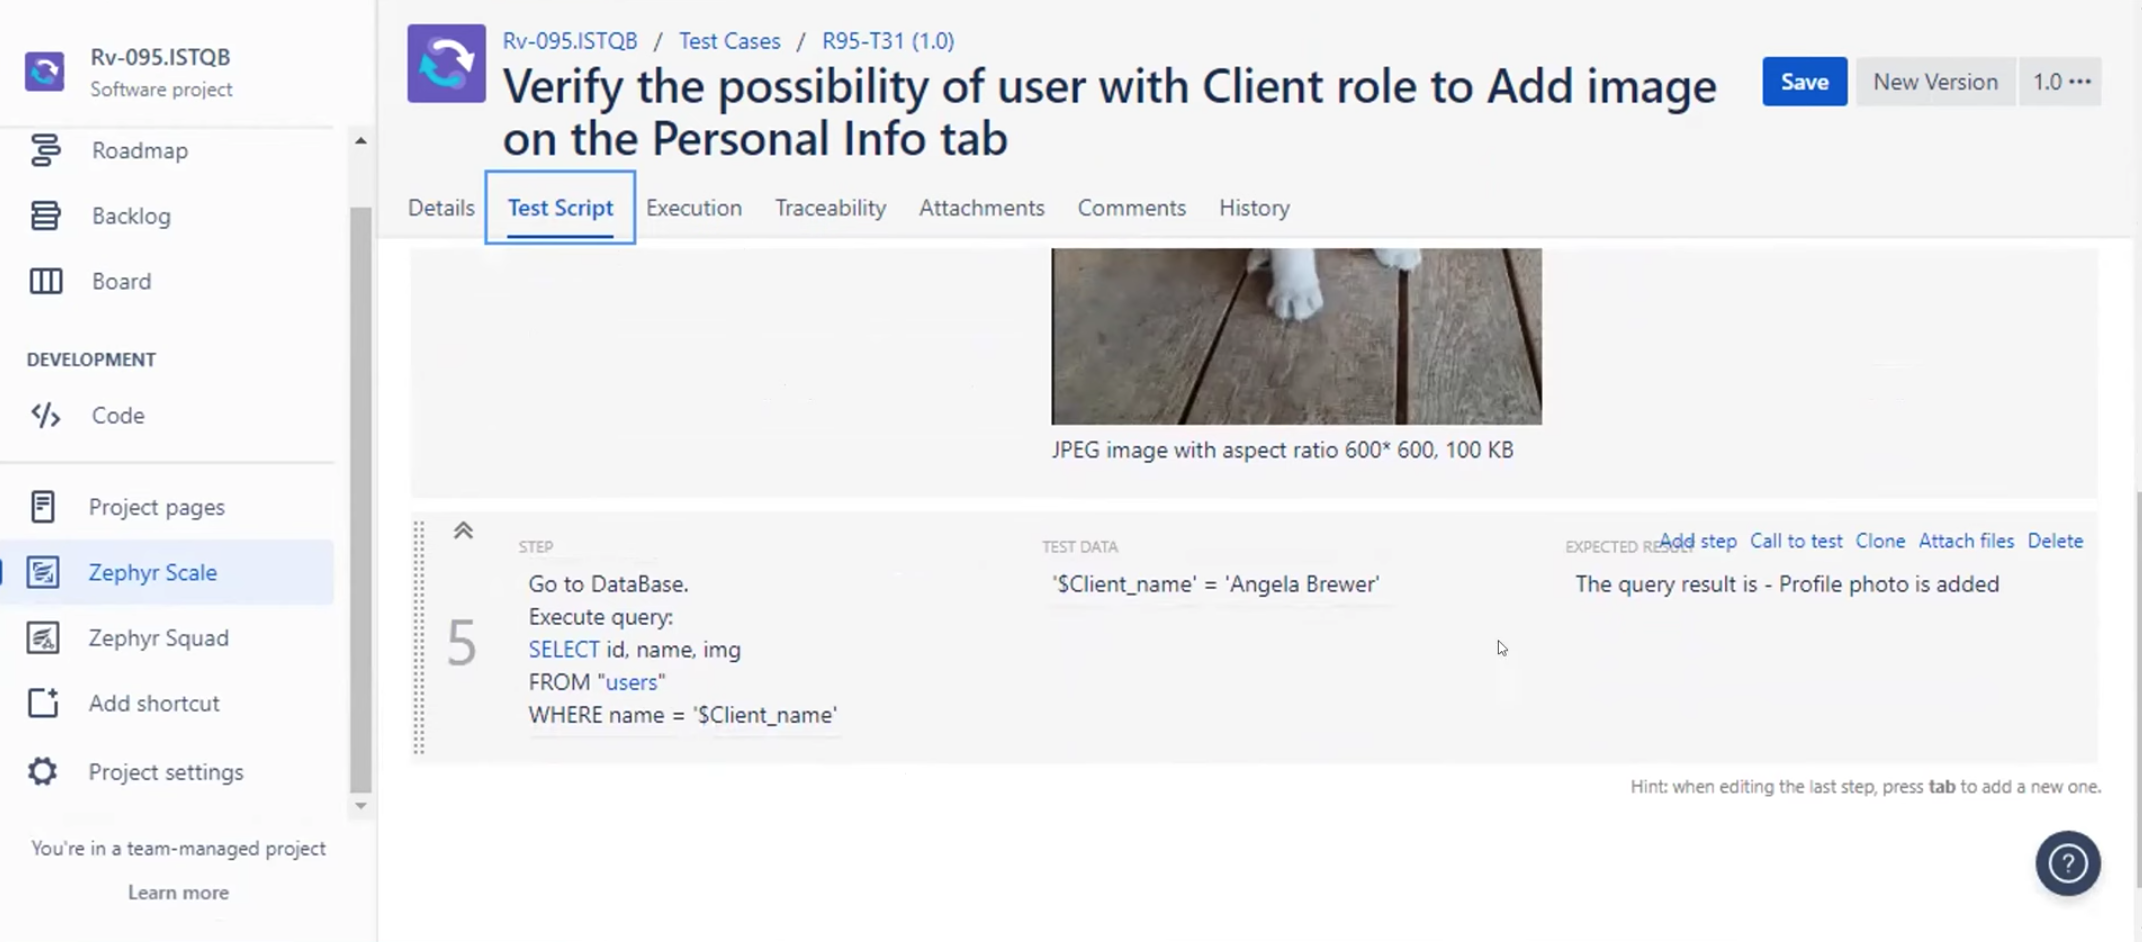 Rv-095.ISTQB
Software project
Roadmap
Backlog
Board
DEVELOPMENT
Code
Project pages
Zephyr Scale
Zephyr Squad
Add shortcut
Project settings
You're in a team-managed project
Learn more
Rv-095.ISTQB / Test Cases / R95-T31 (1.0)
Verify the possibility of user with Client role to Add image
on the Personal Info tab
Save
New Version
1.0 •••
Details Test Script Execution Traceability Attachments Comments History
JPEG image with aspect ratio 600* 600, 100 KB
5
STEP
Go to DataBase.
Execute query:
SELECT id, name, img
FROM "users"
WHERE name = '$Client_name'
TEST DATA
'$Client_name' = 'Angela Brewer'
EXPECTED RESULT
Add step Call to test Clone Attach files Delete
The query result is - Profile photo is added
Hint: when editing the last step, press tab to add a new one.
?